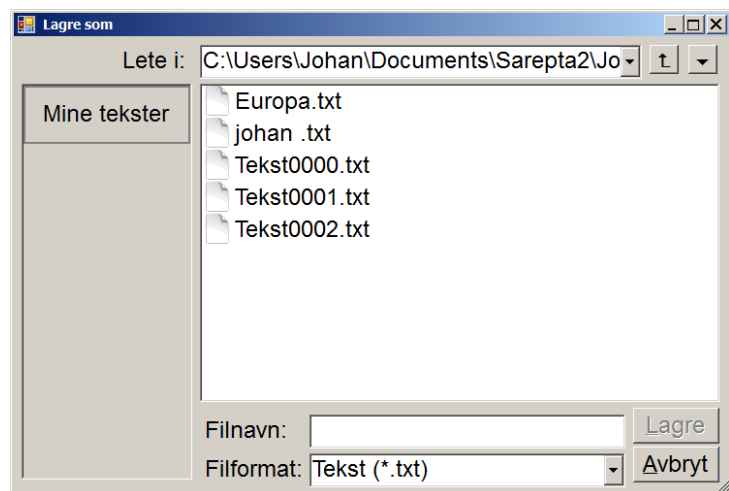 Lagre som
Lete i: C:\Users\Johan\Documents\Sarepta2\Jo
Mine tekster
Europa.txt
johan .txt
Tekst0000.txt
Tekst0001.txt
Tekst0002.txt
Filnavn:
Lagre
Filformat: Tekst (*.txt)
Avbryt